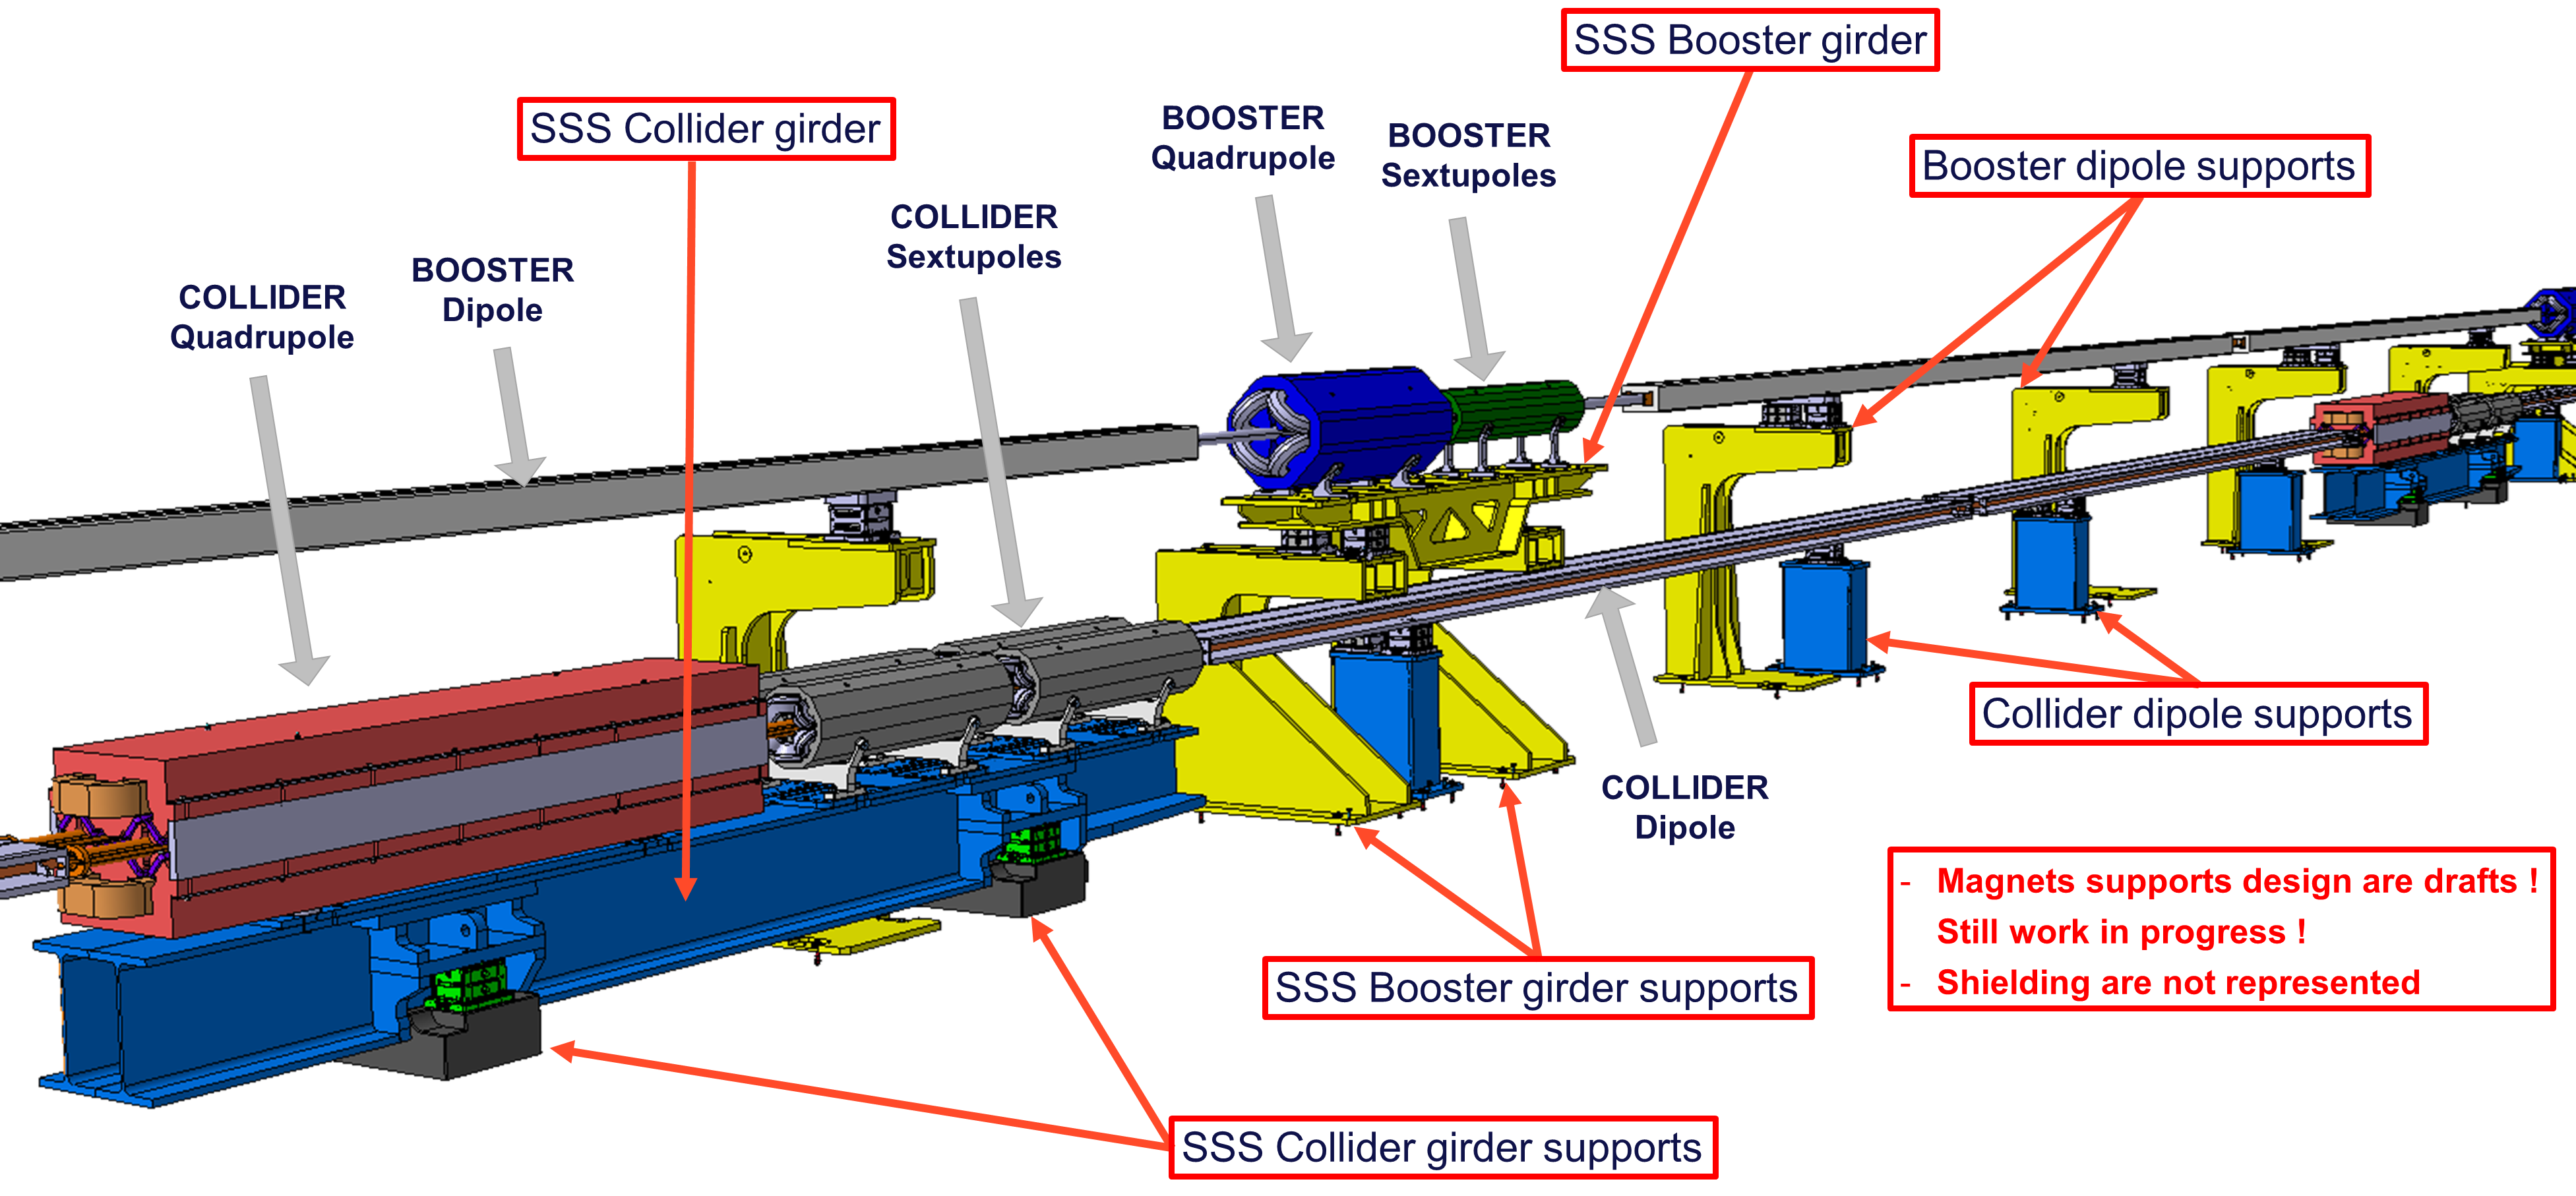 SSS Booster girder
SSS Collider girder
BOOSTER
Quadrupole
BOOSTER
Sextupoles
Booster dipole supports
COLLIDER
Sextupoles
BOOSTER
Dipole
COLLIDER
Quadrupole
Collider dipole supports
COLLIDER
Dipole
- Magnets supports design are drafts !
Still work in progress !
- Shielding are not represented
SSS Booster girder supports
SSS Collider girder supports